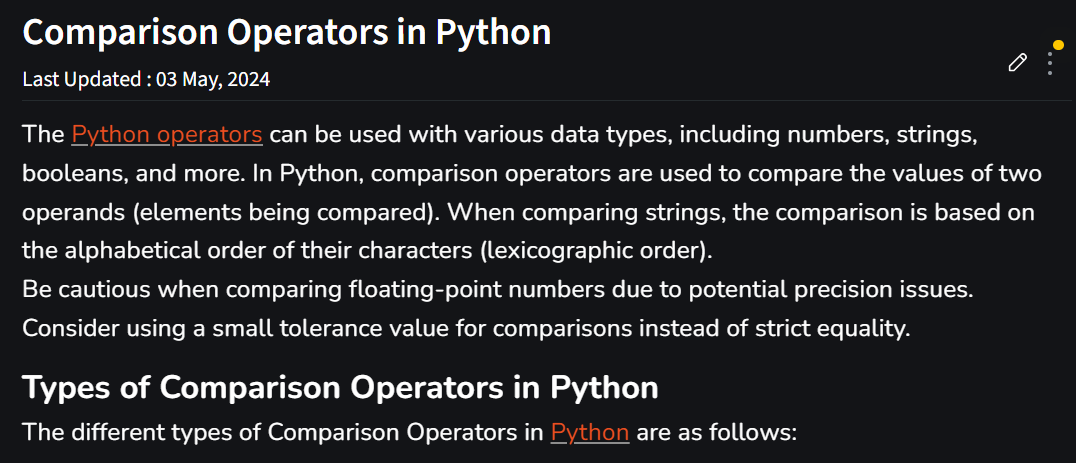 Comparison Operators in Python
Last Updated : 03 May, 2024
The Python operators can be used with various data types, including numbers, strings,
booleans, and more. In Python, comparison operators are used to compare the values of two
operands (elements being compared). When comparing strings, the comparison is based on
the alphabetical order of their characters (lexicographic order).
Be cautious when comparing floating-point numbers due to potential precision issues.
Consider using a small tolerance value for comparisons instead of strict equality.
Types of Comparison Operators in Python
The different types of Comparison Operators in Python are as follows: